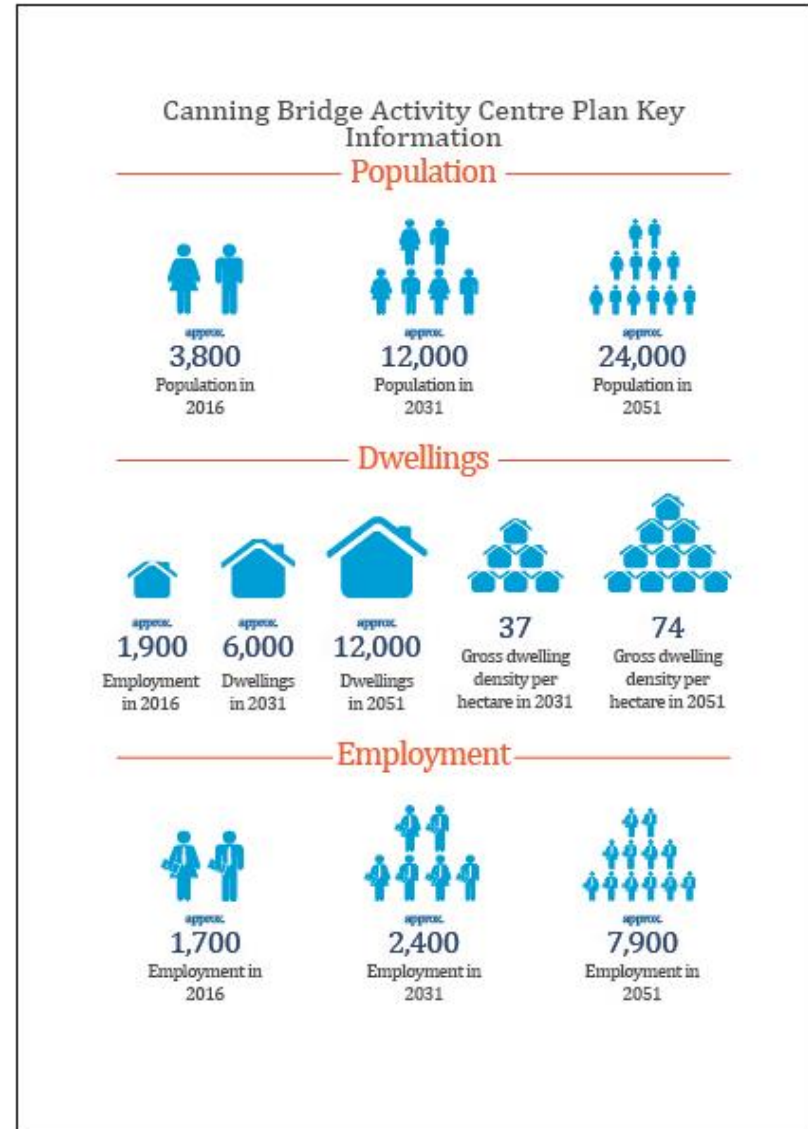 Canning Bridge Activity Centre Plan Key
Information
Population
approx.
3,800
Population in
2016
approx.
12,000
Population in
2031
approx.
24,000
Population in
2051
Dwellings
approx.
1,900
Employment
in 2016
approx.
6,000
Dwellings
in 2031
approx.
12,000
Dwellings
in 2051
37
Gross dwelling
density per
hectare in 2031
74
Gross dwelling
density per
hectare in 2051
Employment
approx.
1,700
Employment in
2016
approx.
2,400
Employment in
2031
approx.
7,900
Employment in
2051